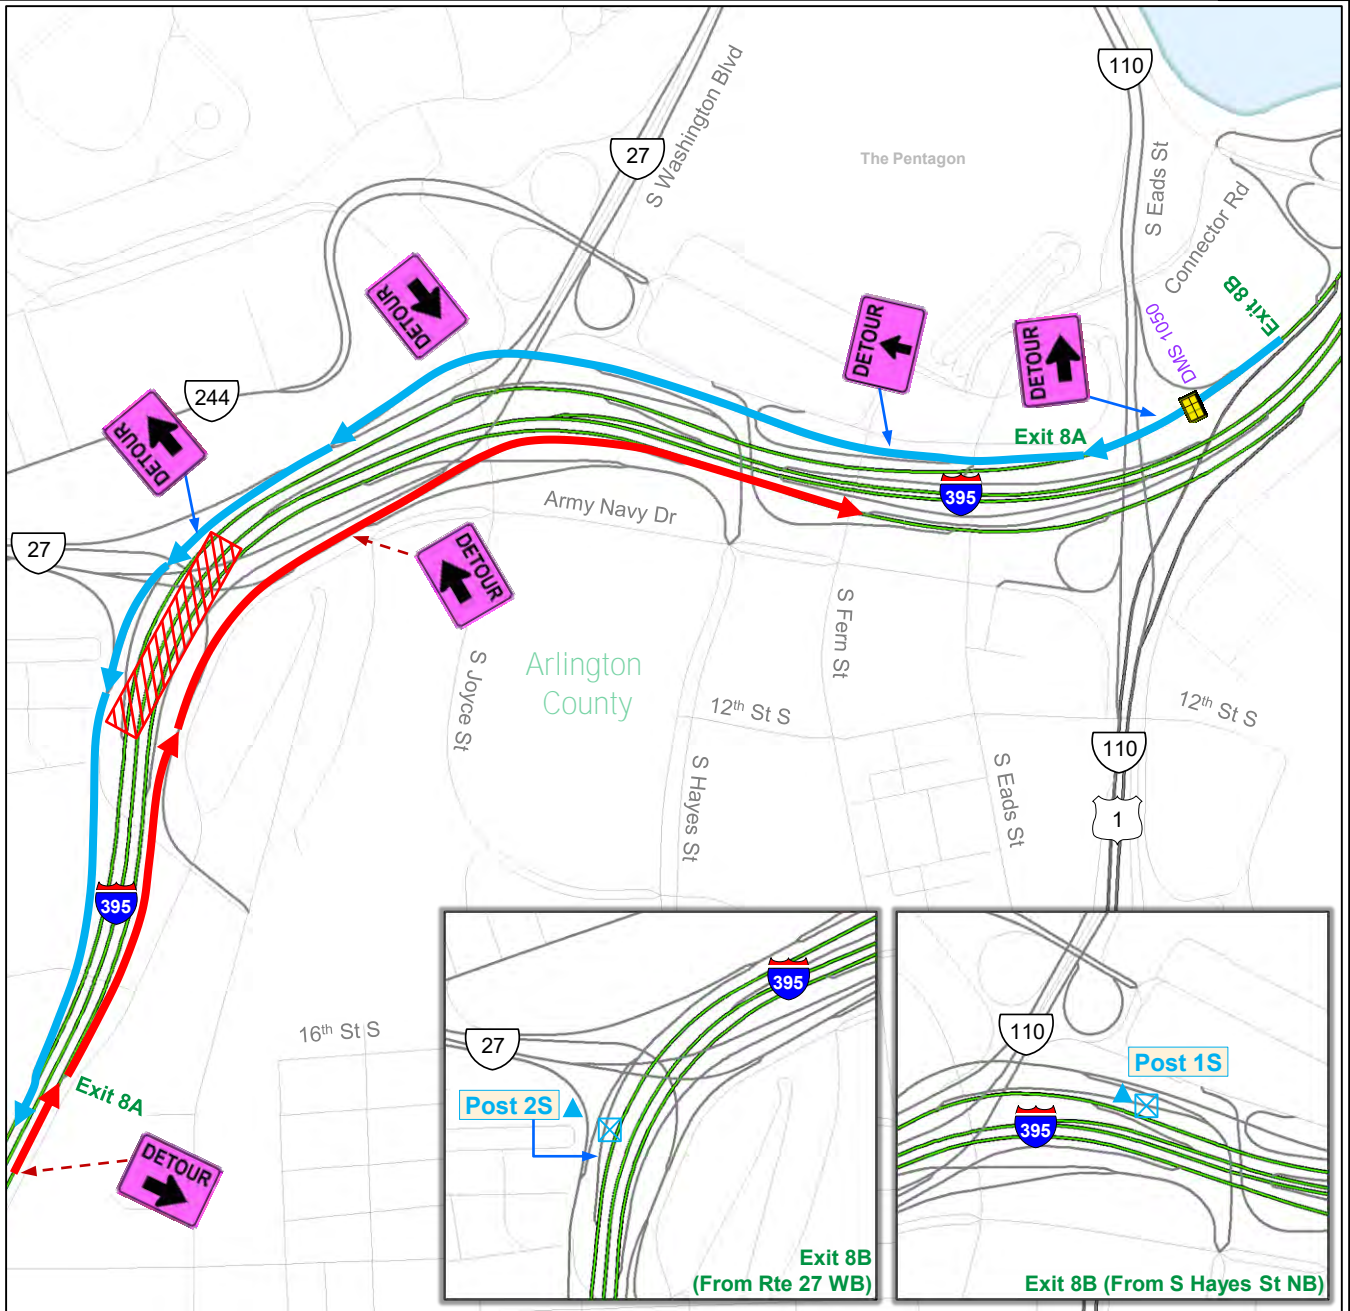 110
27
S Washington Blvd
The Pentagon
S Eads St
Connector Rd
Exit 8B
DMS 1050
DETOUR
DETOUR
DETOUR
244
DETOUR
Exit 8A
395
Army Navy Dr
27
DETOUR
S Fern St
S Joyce St
Arlington
County
12th St S
12th St S
110
S Hayes St
S Eads St
1
395
16th St S
Exit 8A
DETOUR
395
27
Post 2S
Exit 8B
(From Rte 27 WB)
110
Post 1S
395
Exit 8B (From S Hayes St NB)